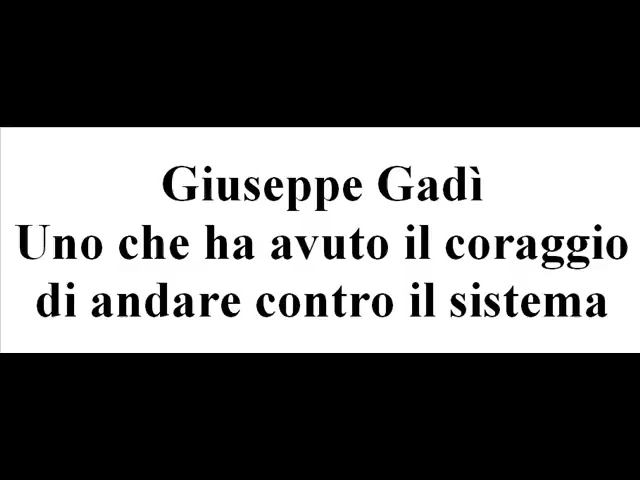 Giuseppe Gadì
Uno che ha avuto il coraggio
di andare contro il sistema